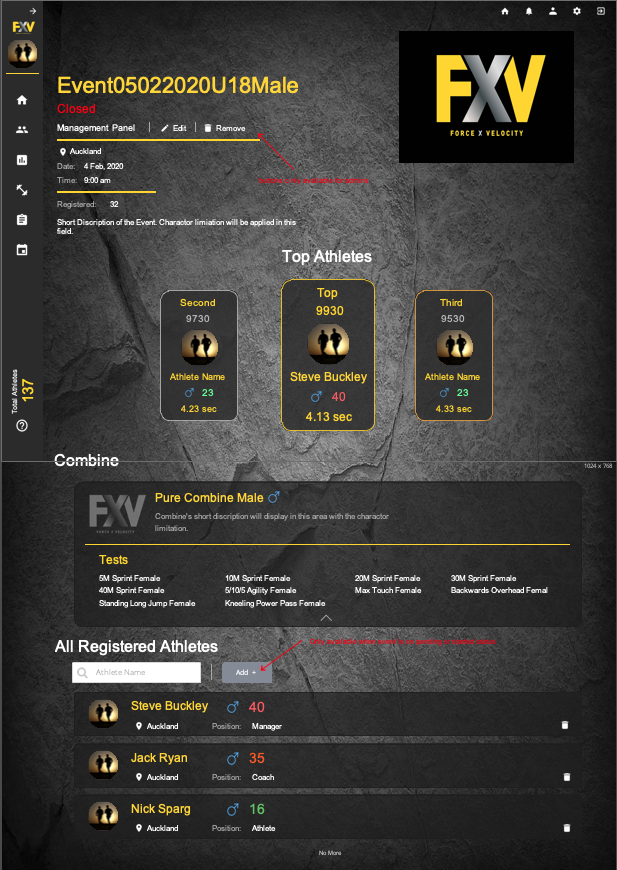 FXV
Event05022020U18Male
Closed
Management Panel | Edit | Remove
Auckland
Date: 4 Feb, 2020
Time: 9:00 am
Registered: 32
Short Discription of the Event. Charactor limiation will be applied in this
field.
FXV
FORCE X VELOCITY
Top Athletes
Second
9730
Athlete Name
23
4.23 sec
Top
9930
Steve Buckley
40
4.13 sec
Third
9530
Athlete Name
23
4.33 sec
Total Athletes
137
Combine
1024 x 768
FXV
FORCE X VELOCITY
Pure Combine Male
Combine's short discription will display in this area with the charactor
limitation.
Tests
5M Sprint Female 10M Sprint Female 20M Sprint Female 30M Sprint Female
40M Sprint Female 5/10/5 Agility Female Max Touch Female Backwards Overhead Femal
Standing Long Jump Female Kneeling Power Pass Female
All Registered Athletes
Athlete Name
Add +
Steve Buckley 40
Auckland Position: Manager
Jack Ryan 35
Auckland Position: Coach
Nick Sparg 16
Auckland Position: Athlete
No More